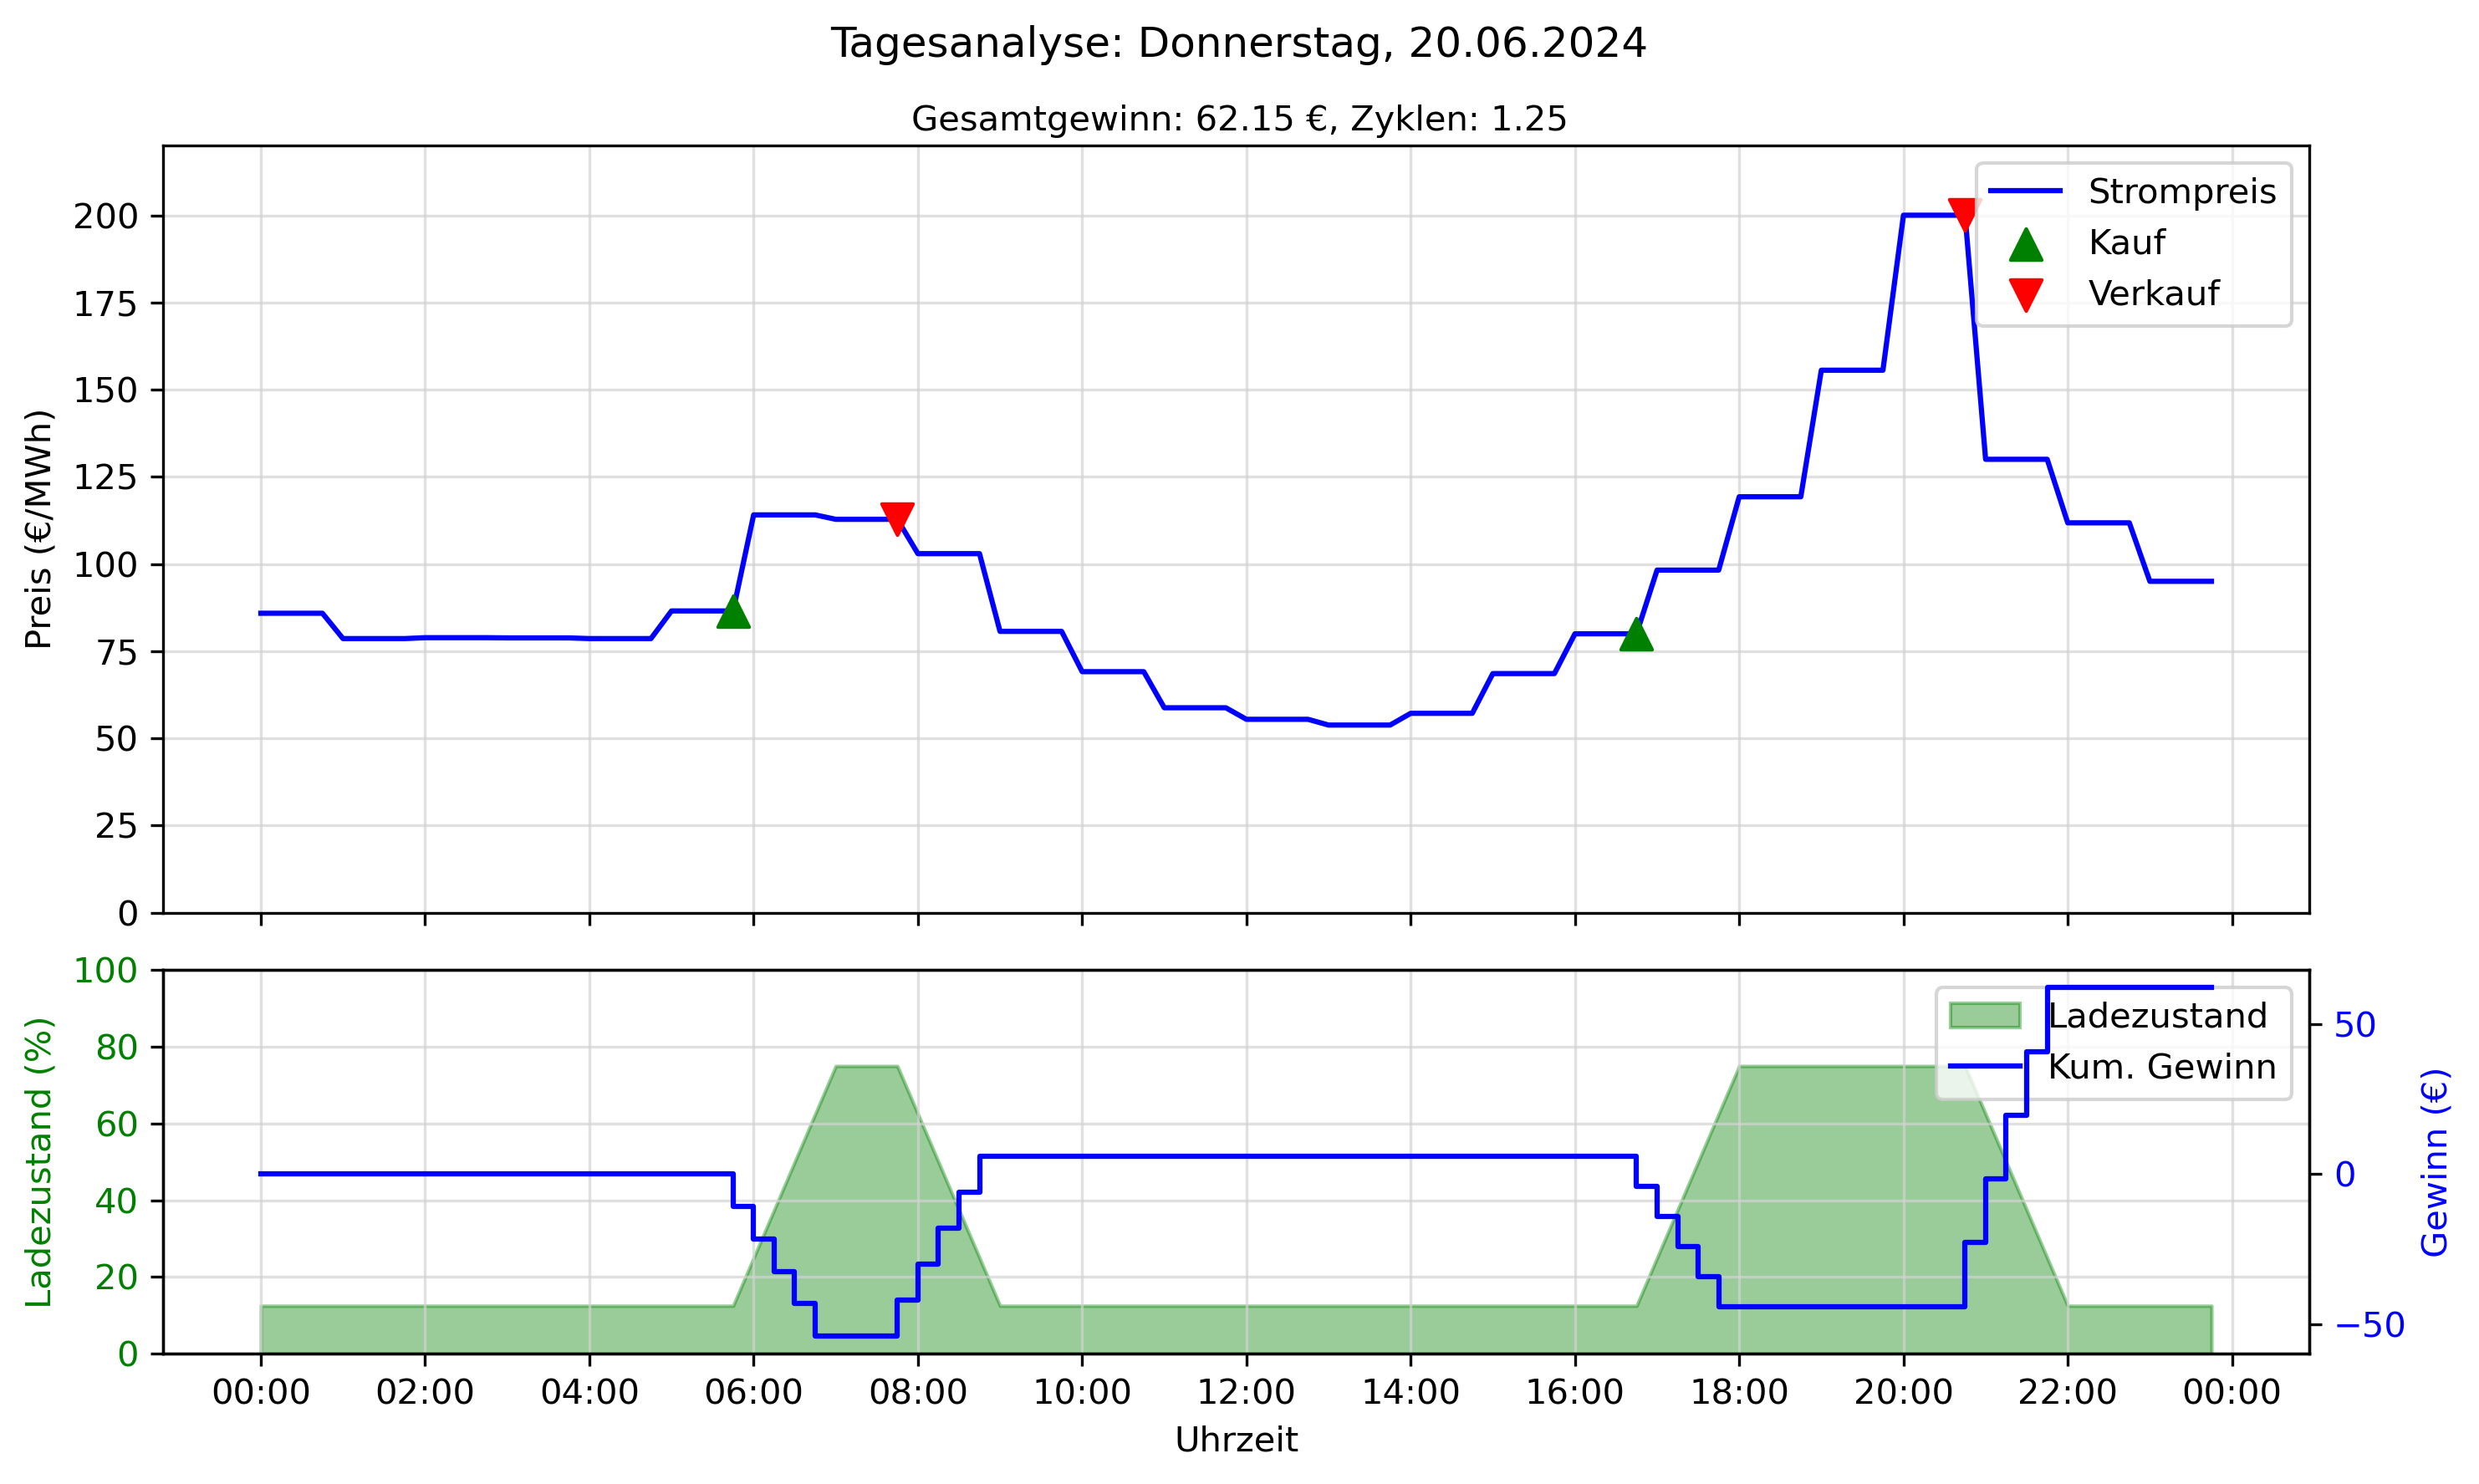 Tagesanalyse: Donnerstag, 20.06.2024
Gesamtgewinn: 62.15 €, Zyklen: 1.25
Preis (€/MWh)
200
175
150
125
100
75
50
25
0
Strompreis
Kauf
Verkauf
Ladezustand (%)
100
80
60
40
20
0
Ladezustand
Kum. Gewinn
50
0
−50
Gewinn (€)
00:00 02:00 04:00 06:00 08:00 10:00 12:00 14:00 16:00 18:00 20:00 22:00 00:00
Uhrzeit